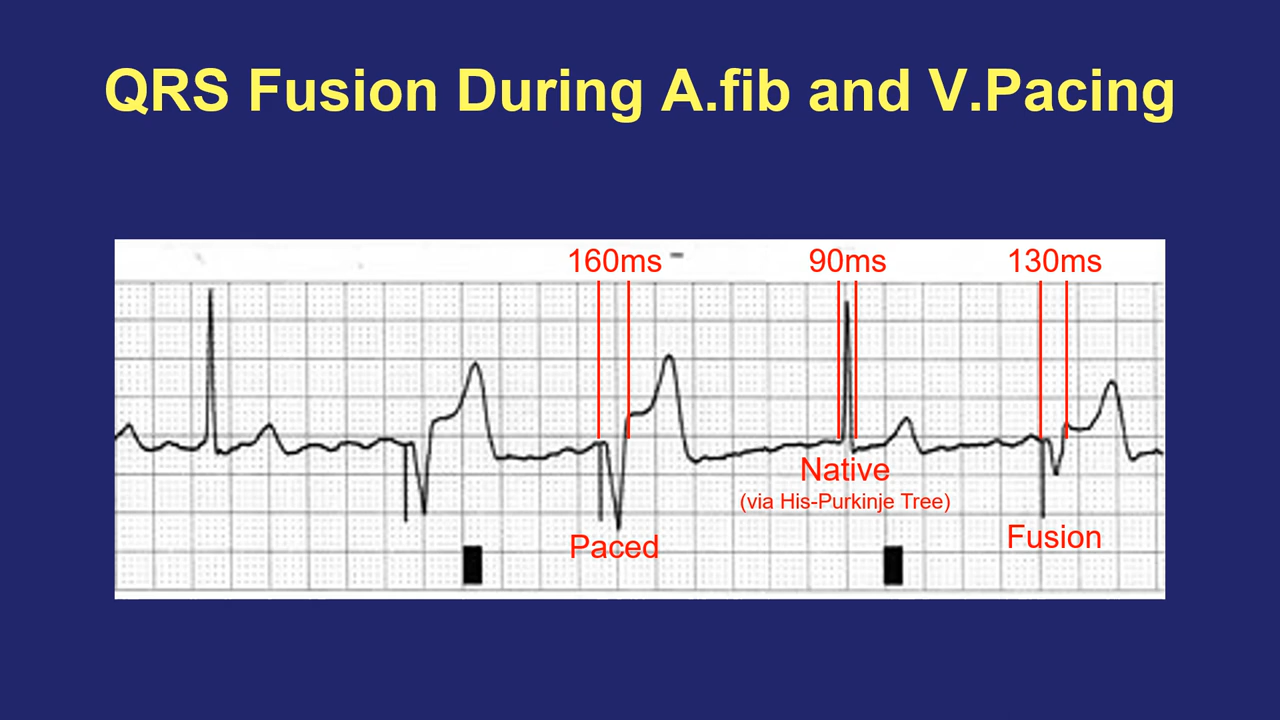 QRS Fusion During A.fib and V.Pacing
160ms
90ms
130ms
Native
(via His-Purkinje Tree)
Paced
Fusion